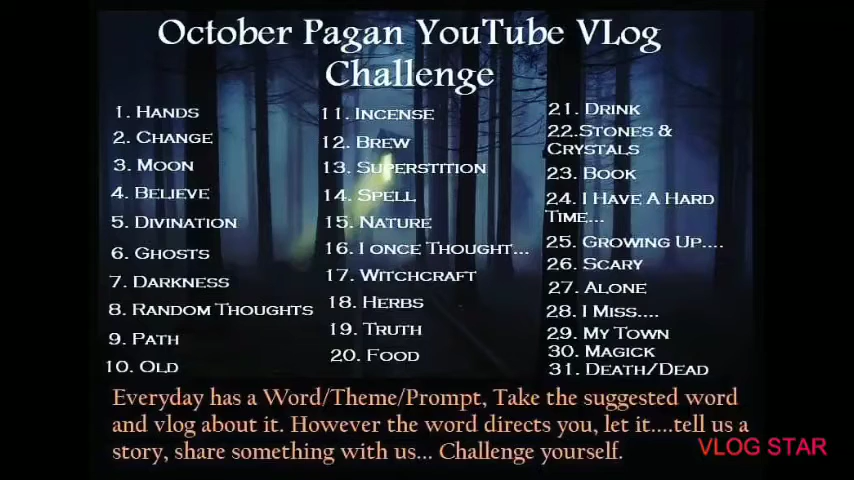 October Pagan YouTube VLog
Challenge
1. Hands
2. Change
3. Moon
4. Believe
5. Divination
6. Ghosts
7. Darkness
8. Random Thoughts
9. Path
10. Old
11. Incense
12. Brew
13. Superstition
14. Spell
15. Nature
16. I once Thought...
17. Witchcraft
18. Herbs
19. Truth
20. Food
21. Drink
22.Stones &
Crystals
23. Book
24. I Have A Hard
Time...
25. Growing Up....
26. Scary
27. Alone
28. I Miss....
29. My Town
30. Magick
31. Death/Dead
Everyday has a Word/Theme/Prompt, Take the suggested word
and vlog about it. However the word directs you, let it....tell us a
story, share something with us... Challenge yourself.
VLOG STAR